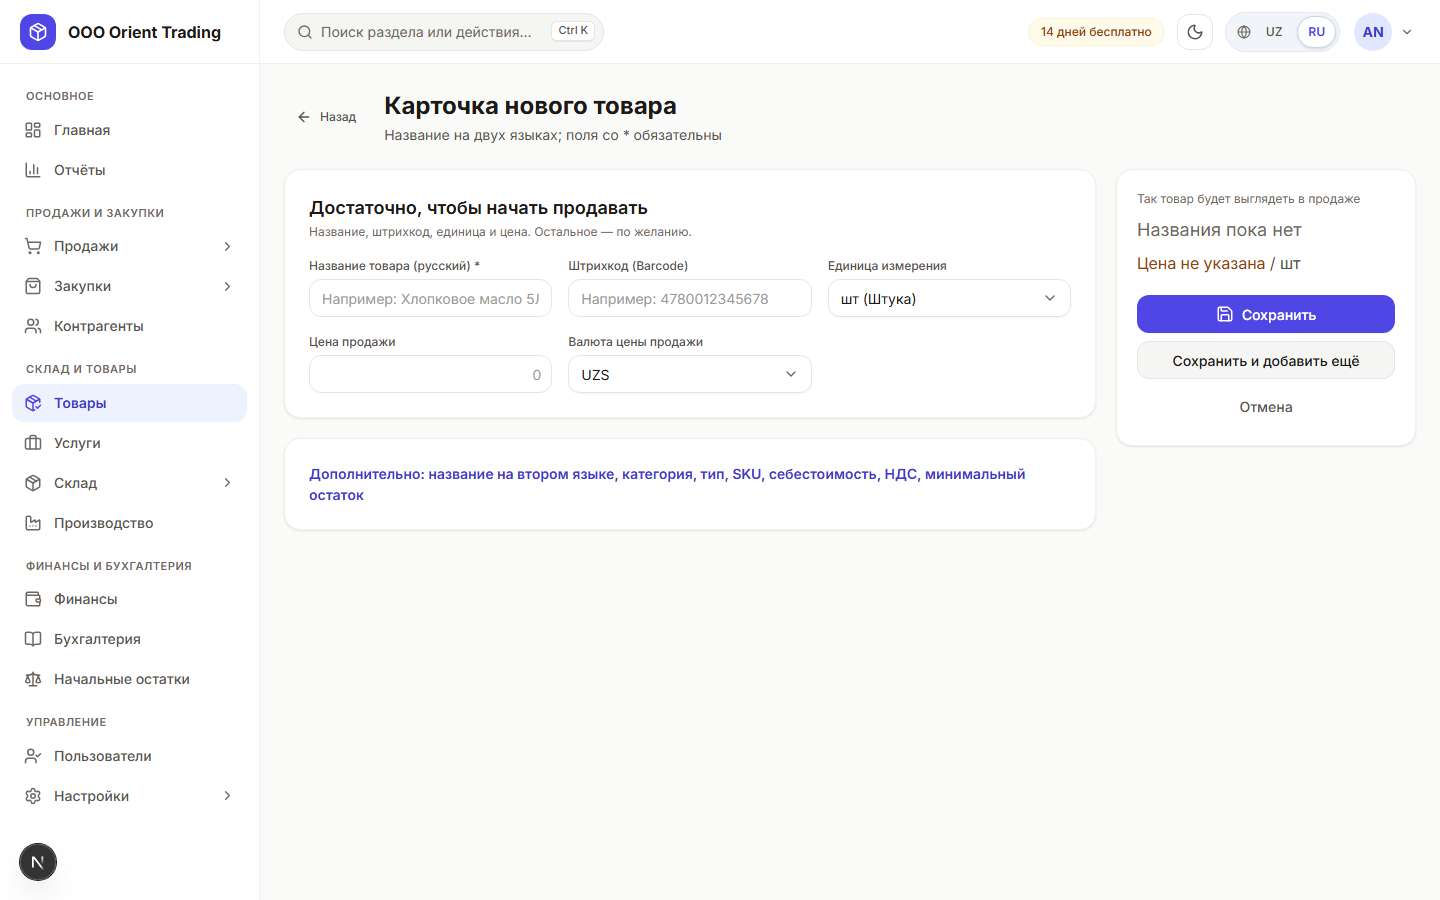 OOO Orient Trading
Поиск раздела или действия...
Ctrl K
14 дней бесплатно
UZ
RU
AN
ОСНОВНОЕ
Главная
Отчёты
ПРОДАЖИ И ЗАКУПКИ
Продажи
Закупки
Контрагенты
СКЛАД И ТОВАРЫ
Товары
Услуги
Склад
Производство
ФИНАНСЫ И БУХГАЛТЕРИЯ
Финансы
Бухгалтерия
Начальные остатки
УПРАВЛЕНИЕ
Пользователи
Настройки
N
Назад
Карточка нового товара
Название на двух языках; поля со * обязательны
Достаточно, чтобы начать продавать
Название, штрихкод, единица и цена. Остальное — по желанию.
Название товара (русский) *
Штрихкод (Barcode)
Единица измерения
Например: Хлопковое масло 5Л
Например: 4780012345678
шт (Штука)
Цена продажи
Валюта цены продажи
0
UZS
Дополнительно: название на втором языке, категория, тип, SKU, себестоимость, НДС, минимальный
остаток
Так товар будет выглядеть в продаже
Названия пока нет
Цена не указана / шт
Сохранить
Сохранить и добавить ещё
Отмена